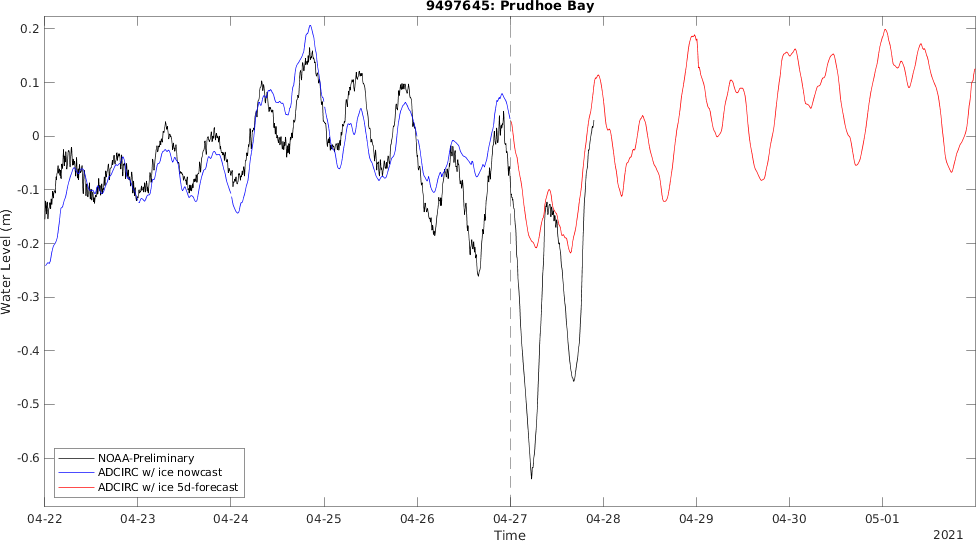 9497645: Prudhoe Bay
Water Level (m)
0.2
0.1
0
-0.1
-0.2
-0.3
-0.4
-0.5
-0.6
NOAA-Preliminary
ADCIRC w/ ice nowcast
ADCIRC w/ ice 5d-forecast
04-22 04-23 04-24 04-25 04-26 04-27 04-28 04-29 04-30 05-01
Time
2021